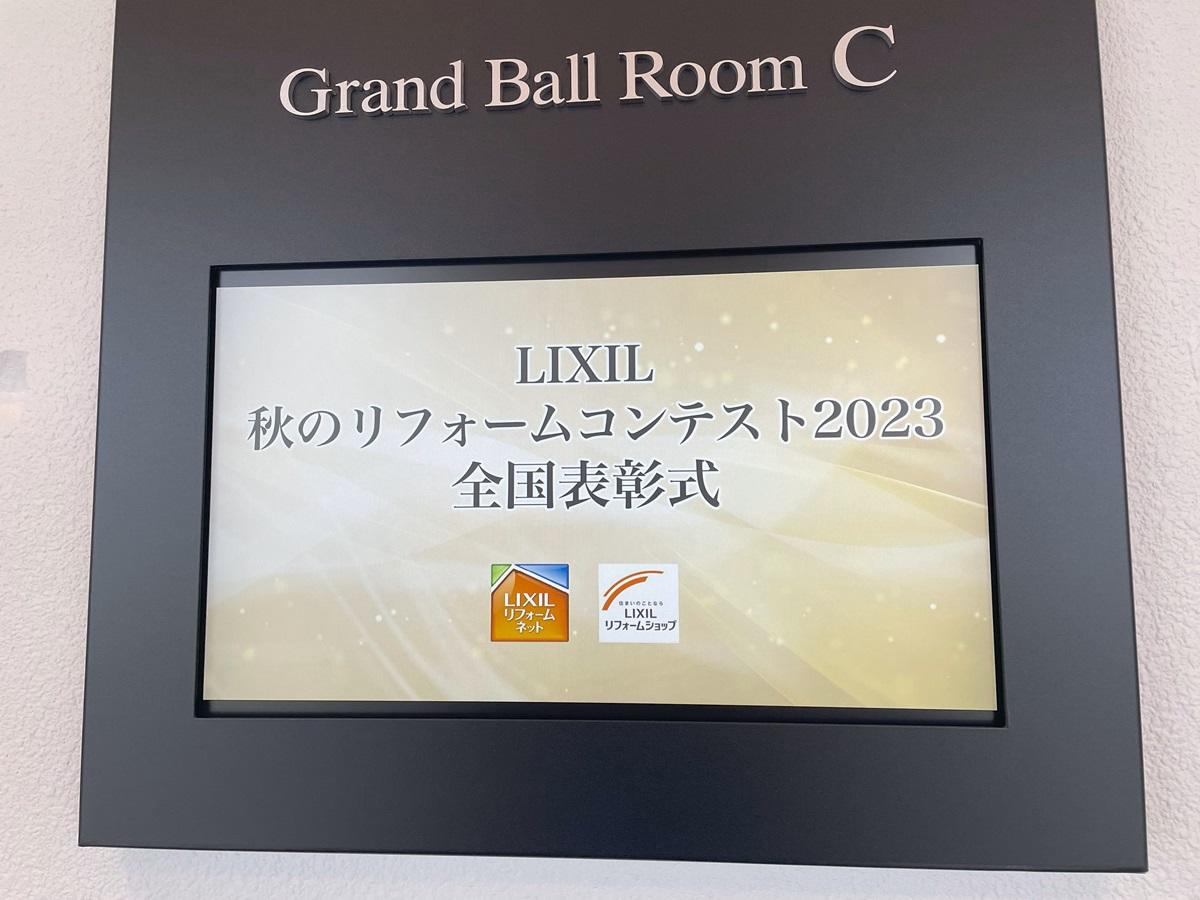 Grand Ball Room C
LIXIL
秋のリフォームコンテスト2023
全国表彰式
LIXIL
リフォーム
ネット
住まいのことなら
LIXIL
リフォームショップ